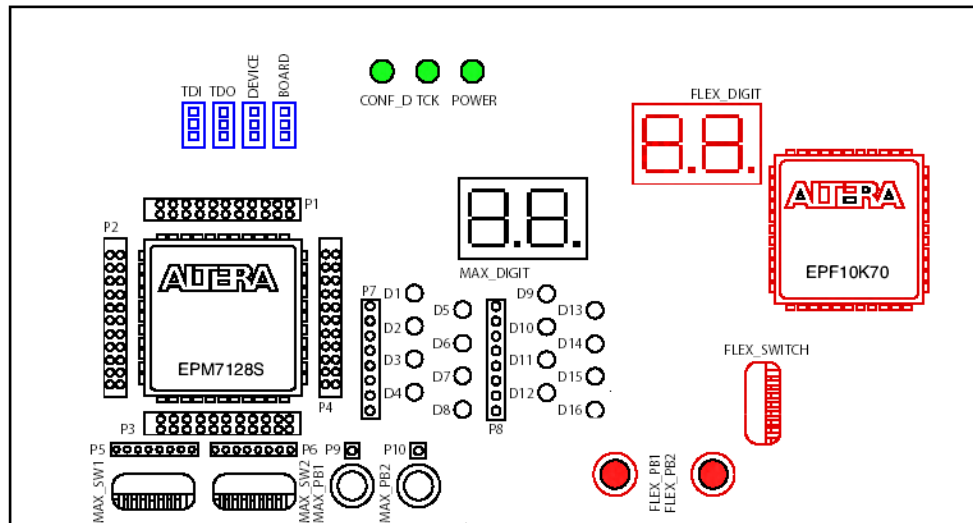 TDI TDO DEVICE BOARD
CONF_D TCK POWER
FLEX_DIGIT
ALTERA
EPF10K70
P1
P2
ALTERA
EPM7128S
P3
P4
MAX_DIGIT
P7
D1
D2
D3
D4
D5
D6
D7
D8
P8
D9
D10
D11
D12
D13
D14
D15
D16
FLEX_SWITCH
P5
P6
P9
P10
MAX_SW1
MAX_SW2
MAX_PB1
MAX_PB2
FLEX_PB1
FLEX_PB2